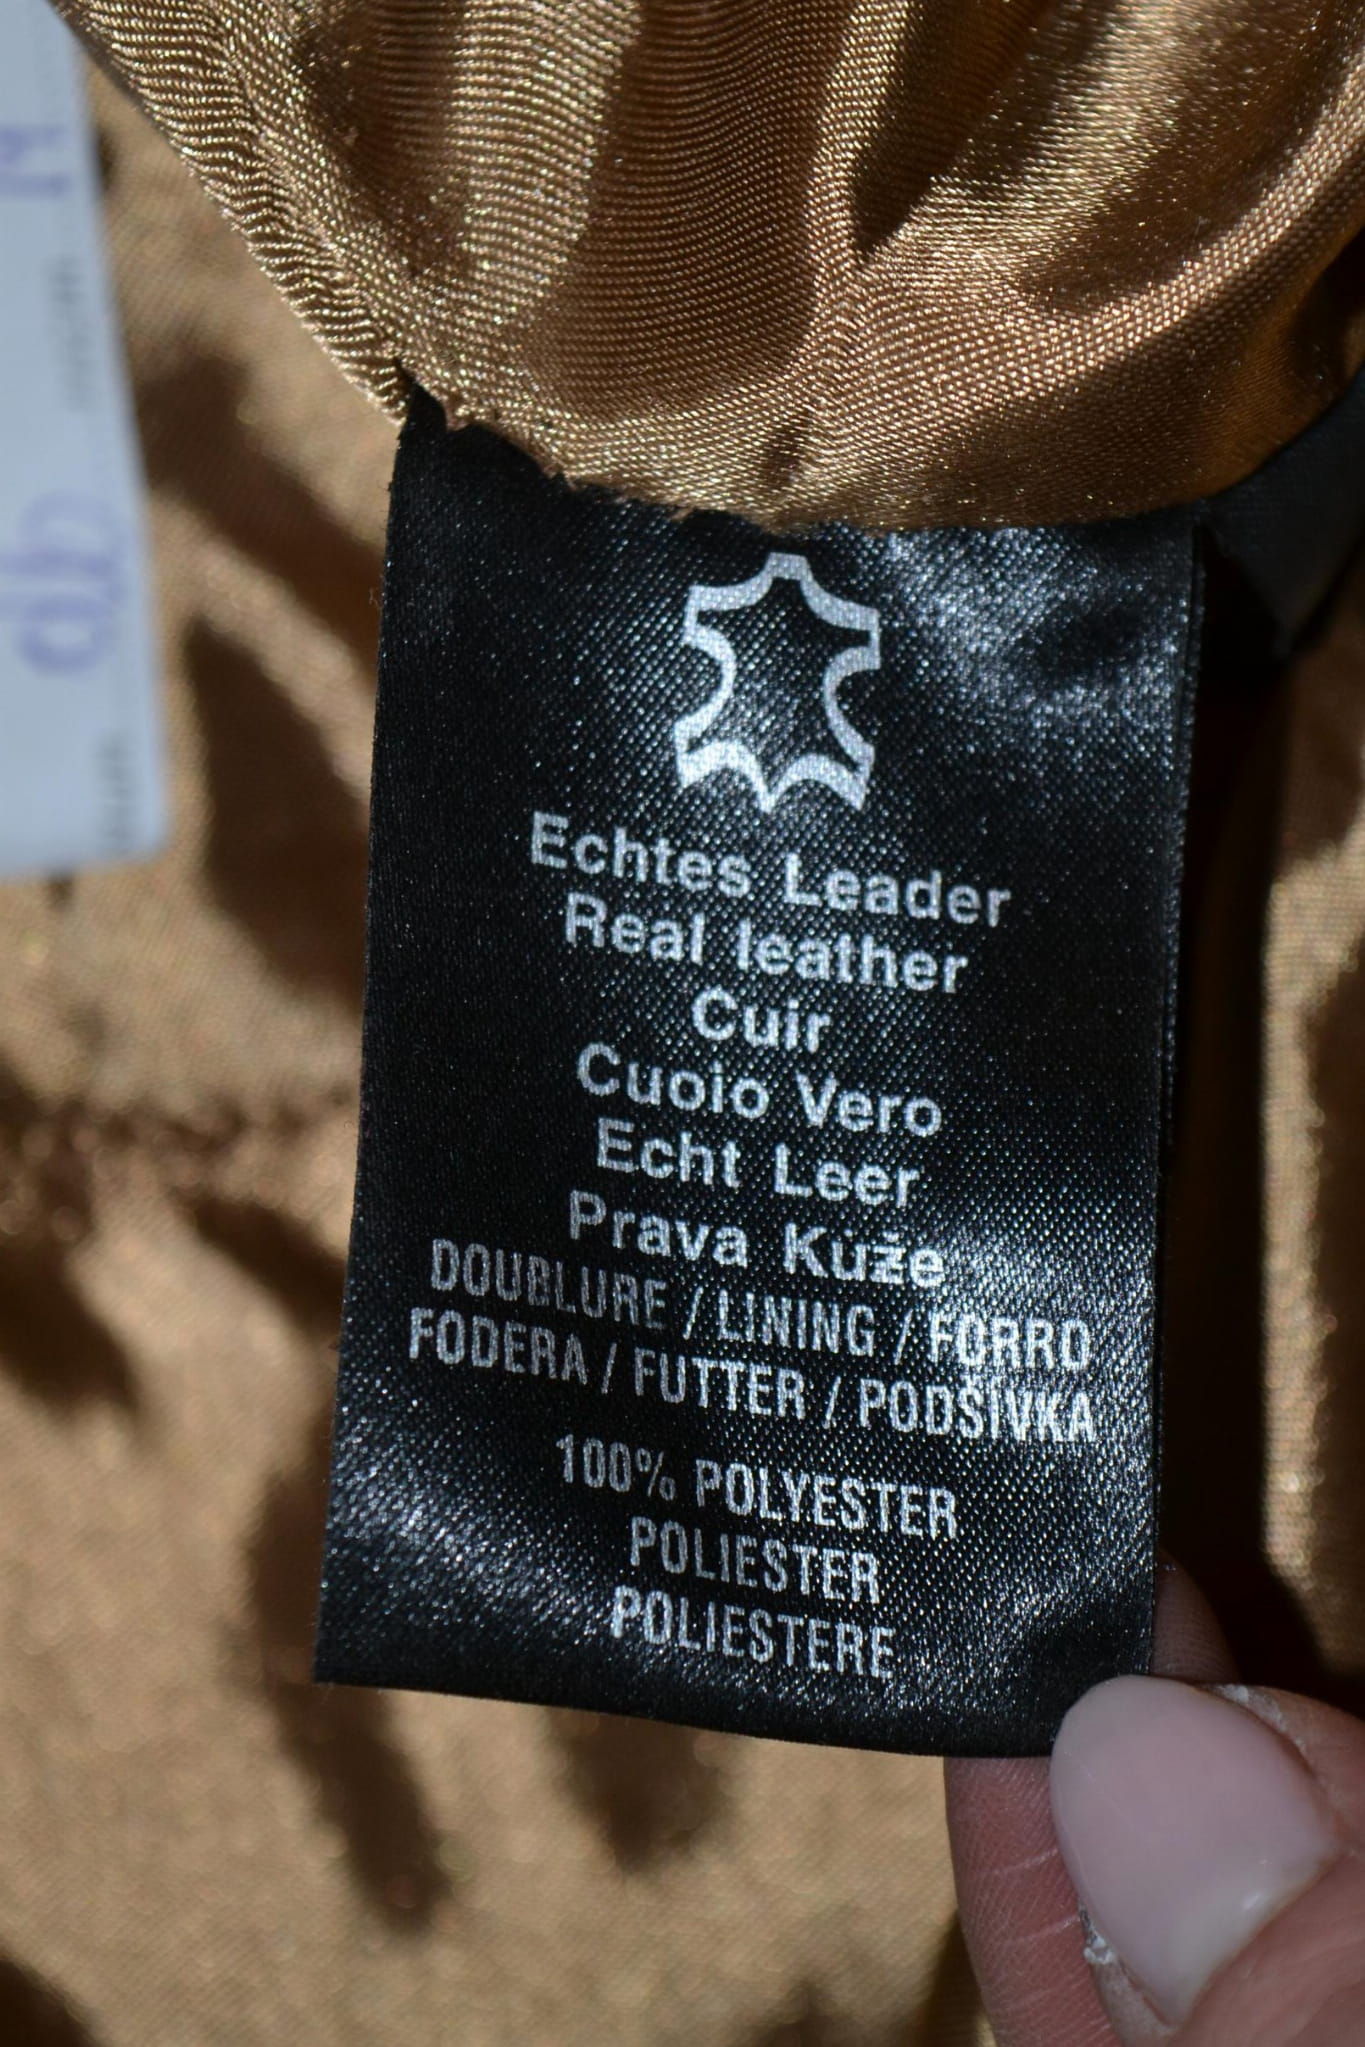 Echtes Leader
Real leather
Cuir
Cuoio Vero
Echt Leer
Prava Kuže
DOUBLURE / LINING / FORRO
FODERA / FUTTER / PODŠIVKA
100% POLYESTER
POLIESTER
POLIESTERE